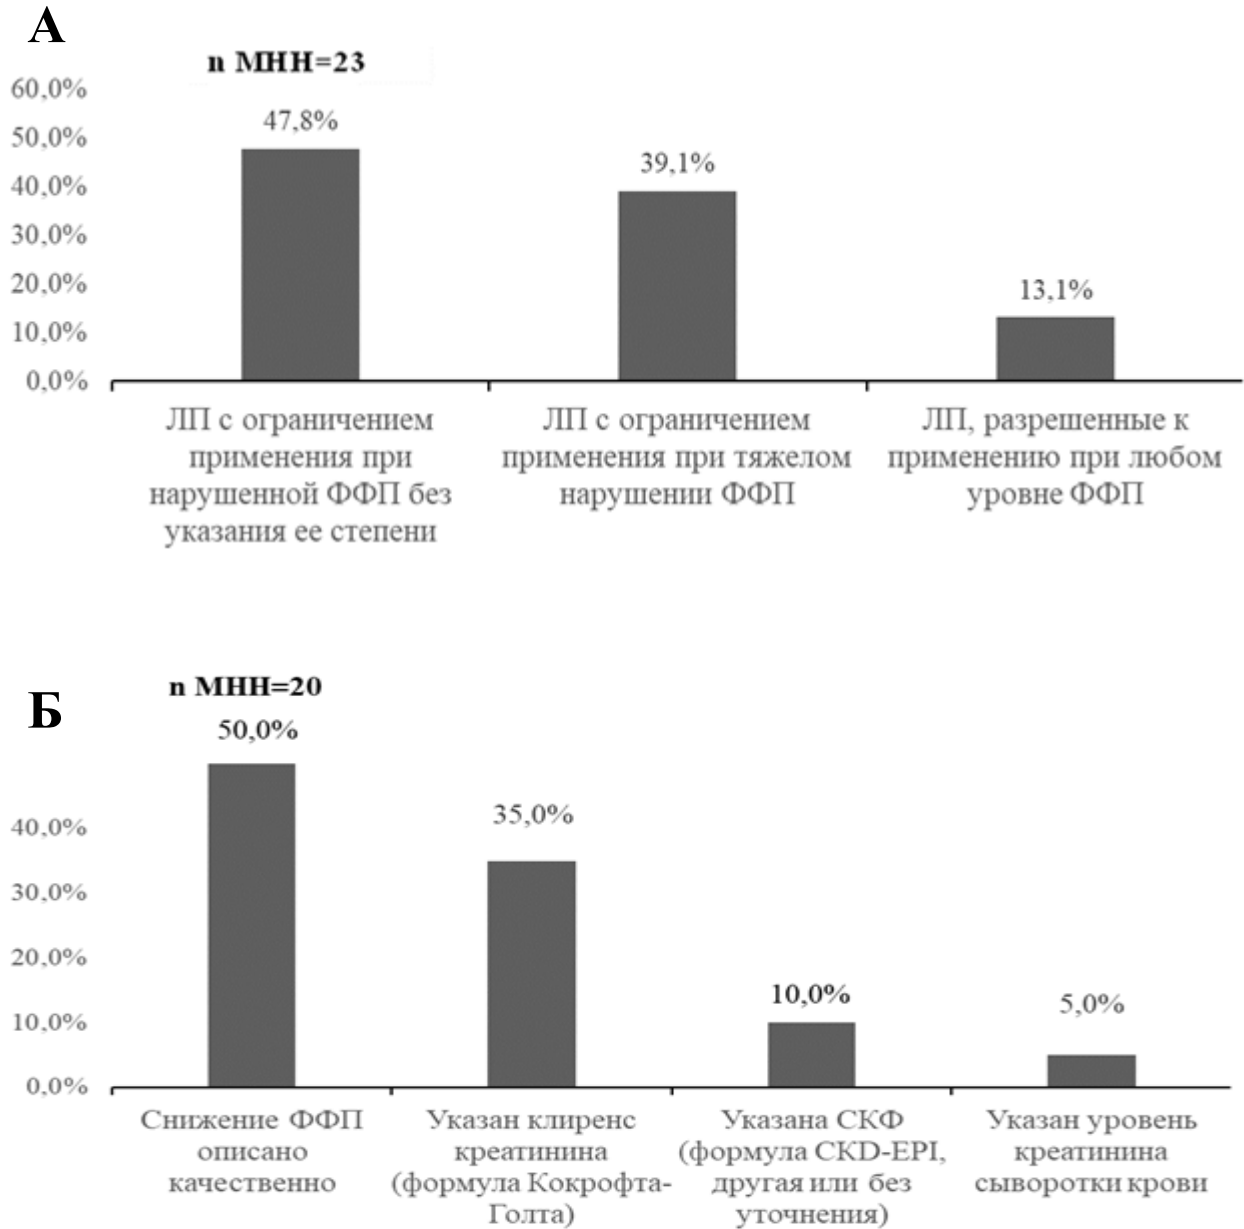 А
n МНН=23
60,0%
50,0%
40,0%
30,0%
20,0%
10,0%
0,0%
47,8%
39,1%
13,1%
ЛП с ограничением
применения при
нарушенной ФФП без
указания ее степени
ЛП с ограничением
применения при тяжелом
нарушении ФФП
ЛП, разрешенные к
применению при любом
уровне ФФП
Б
n МНН=20
50,0%
40,0%
30,0%
20,0%
10,0%
0,0%
35,0%
10,0%
5,0%
Снижение ФФП
описано
качественно
Указан клиренс
креатинина
(формула Кокрофта-
Голта)
Указана СКФ
(формула CKD-EPI,
другая или без
уточнения)
Указан уровень
креатинина
сыворотки крови